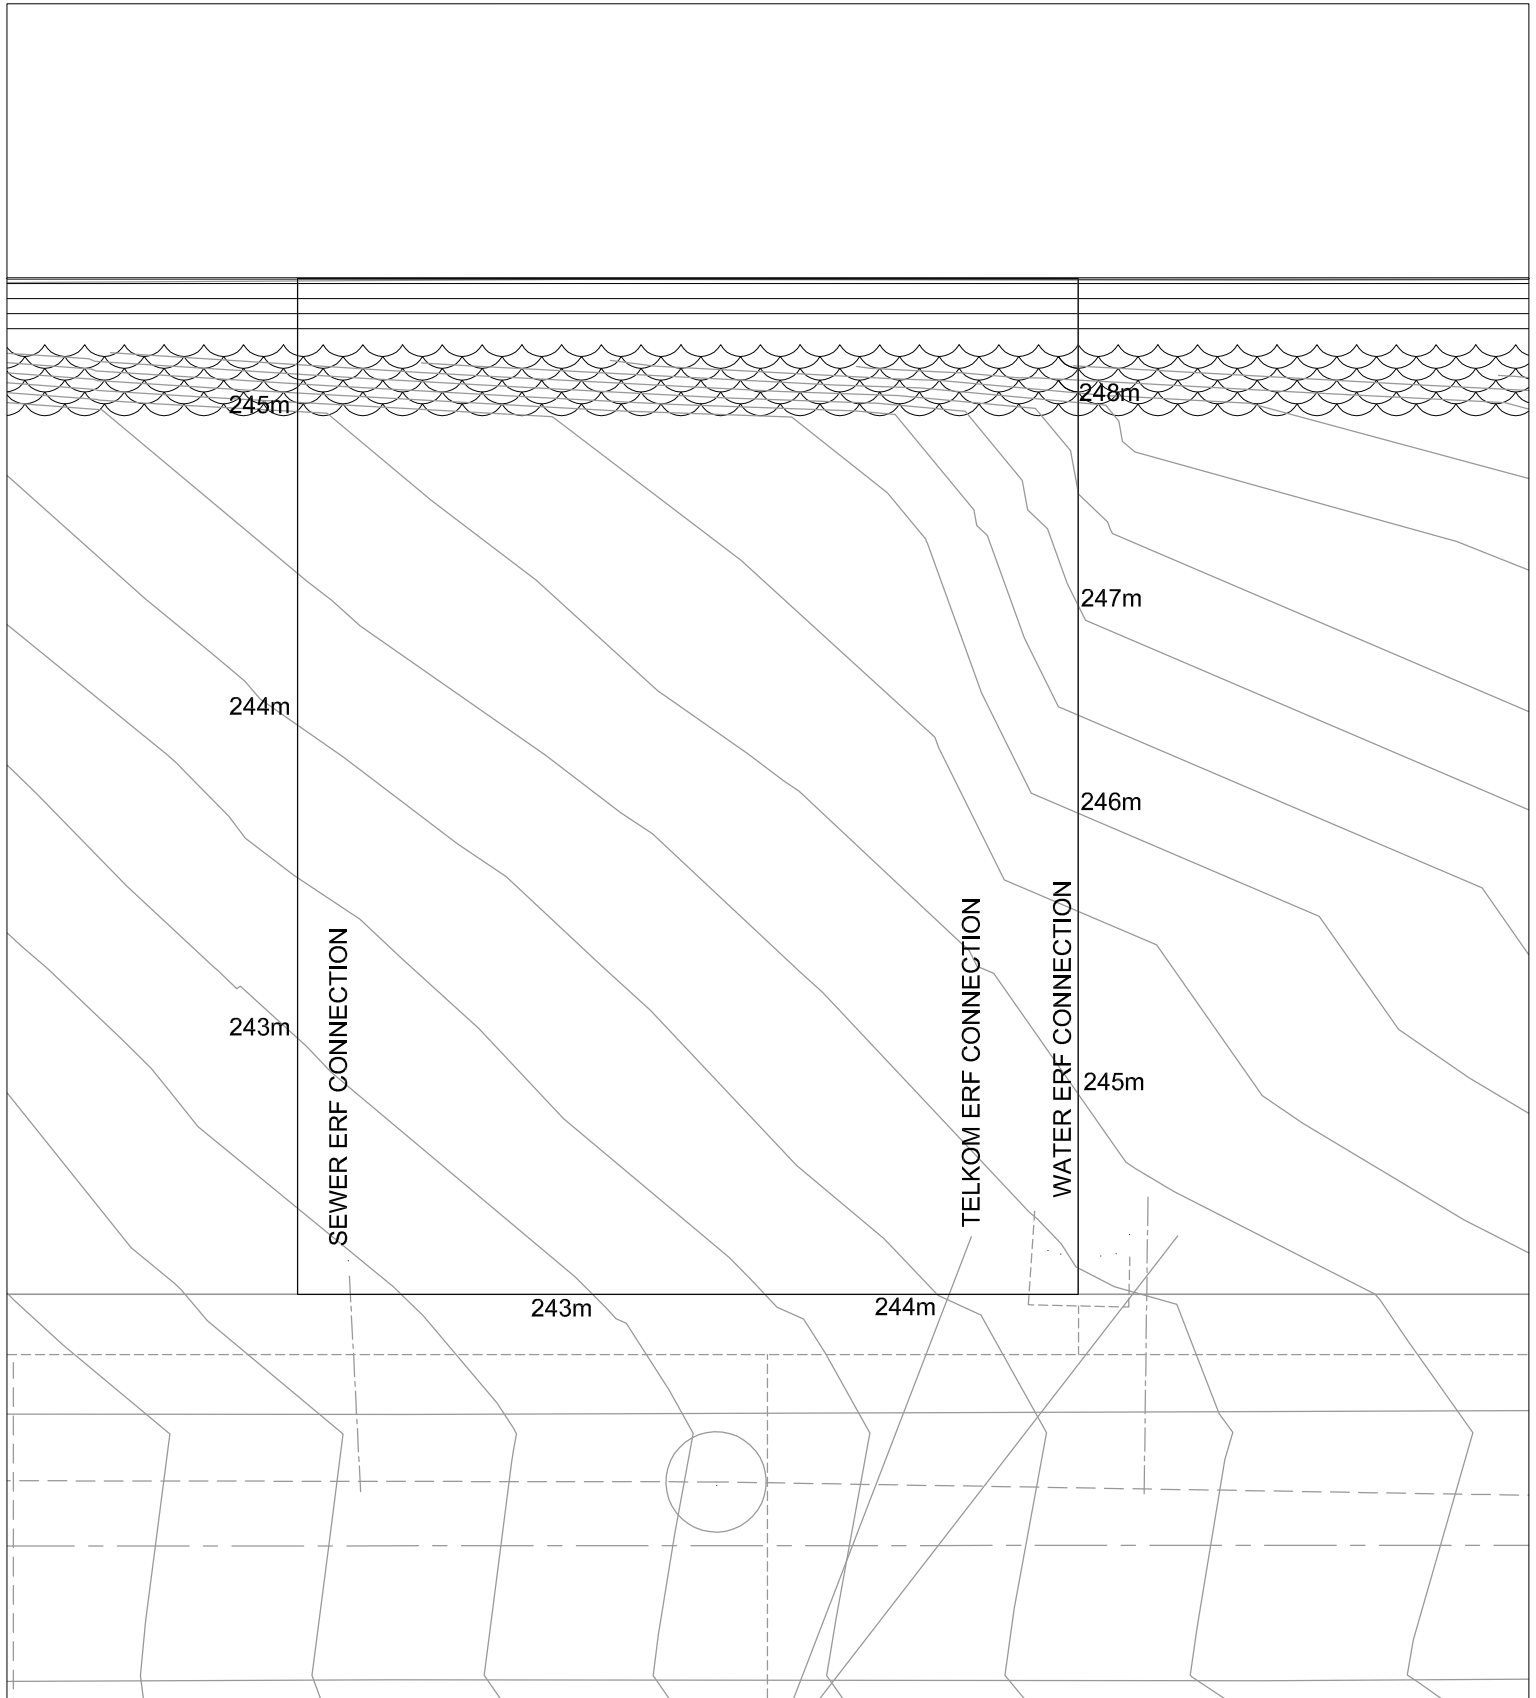 245m
248m
247m
244m
246m
SEWER ERF CONNECTION
TELKOM ERF CONNECTION
WATER ERF CONNECTION
243m
245m
243m
244m